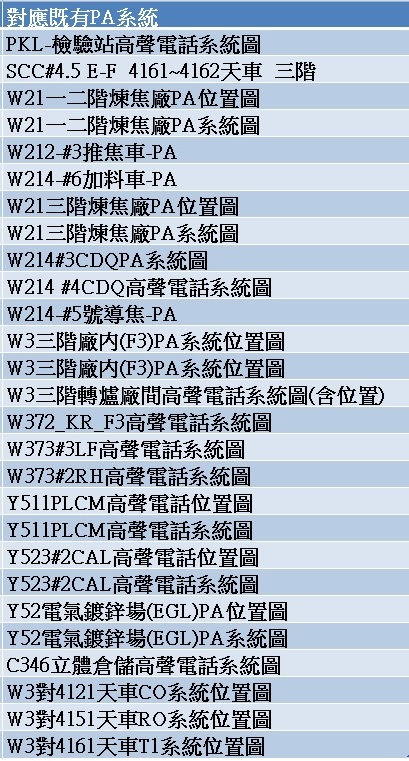 對應既有PA系統
PKL-檢驗站高聲電話系統圖
SCC#4.5 E-F  4161~4162天車  三階
W21一二階煉焦廠PA位置圖
W21一二階煉焦廠PA系統圖
W212-#3推焦車-PA
W214-#6加料車-PA
W21三階煉焦廠PA位置圖
W21三階煉焦廠PA系統圖
W214#3CDQPA系統圖
W214 #4CDQ高聲電話系統圖
W214-#5號導焦-PA
W3三階廠內(F3)PA系統位置圖
W3三階廠內(F3)PA系統位置圖
W3三階轉爐廠間高聲電話系統圖(含位置)
W372_KR_F3高聲電話系統圖
W373#3LF高聲電話系統圖
W373#2RH高聲電話系統圖
Y511PLCM高聲電話位置圖
Y511PLCM高聲電話系統圖
Y523#2CAL高聲電話位置圖
Y523#2CAL高聲電話系統圖
Y52電氣鍍鋅場(EGL)PA位置圖
Y52電氣鍍鋅場(EGL)PA系統圖
C346立體倉儲高聲電話系統圖
W3對4121天車CO系統位置圖
W3對4151天車RO系統位置圖
W3對4161天車T1系統位置圖